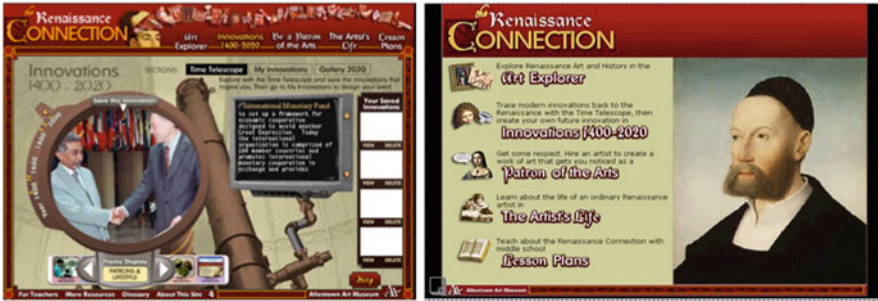 the Renaissance
CONNECTION
Art Explorer
Innovations 1400-2020
Be a Patron of the Arts
The Artist's Life
Lesson Plans
Innovations
1400 - 2020
SECTIONS: Time Telescope My Innovations Gallery 2020
Explore with the Time Telescope and save the innovations that
inspire you. Then go to My Innovations to design your own!
Save this Innovation!
International Monetary Fund
to set up a framework for
economic cooperation
designed to avoid another
Great Depression. Today
the international
organization is comprised of
184 member countries and
promotes international
monetary cooperation in
exchange and provides
Your Saved
Innovations
VIEW DELETE
VIEW DELETE
VIEW DELETE
VIEW DELETE
Theme Displays
PATRONS &
LIFESTYLE
Help
For Teachers More Resources Glossary About This Site
Allentown Art Museum
the Renaissance
CONNECTION
Explore Renaissance Art and History in the
Art Explorer
Trace modern innovations back to the
Renaissance with the Time Telescope, then
create your own future innovation in
Innovations 1400-2020
Get some respect. Hire an artist to create a
work of art that gets you noticed as a
Patron of the Arts
Learn about the life of an ordinary Renaissance
artist in
The Artist's Life
Teach about the Renaissance Connection with
middle school
Lesson Plans
Allentown Art Museum